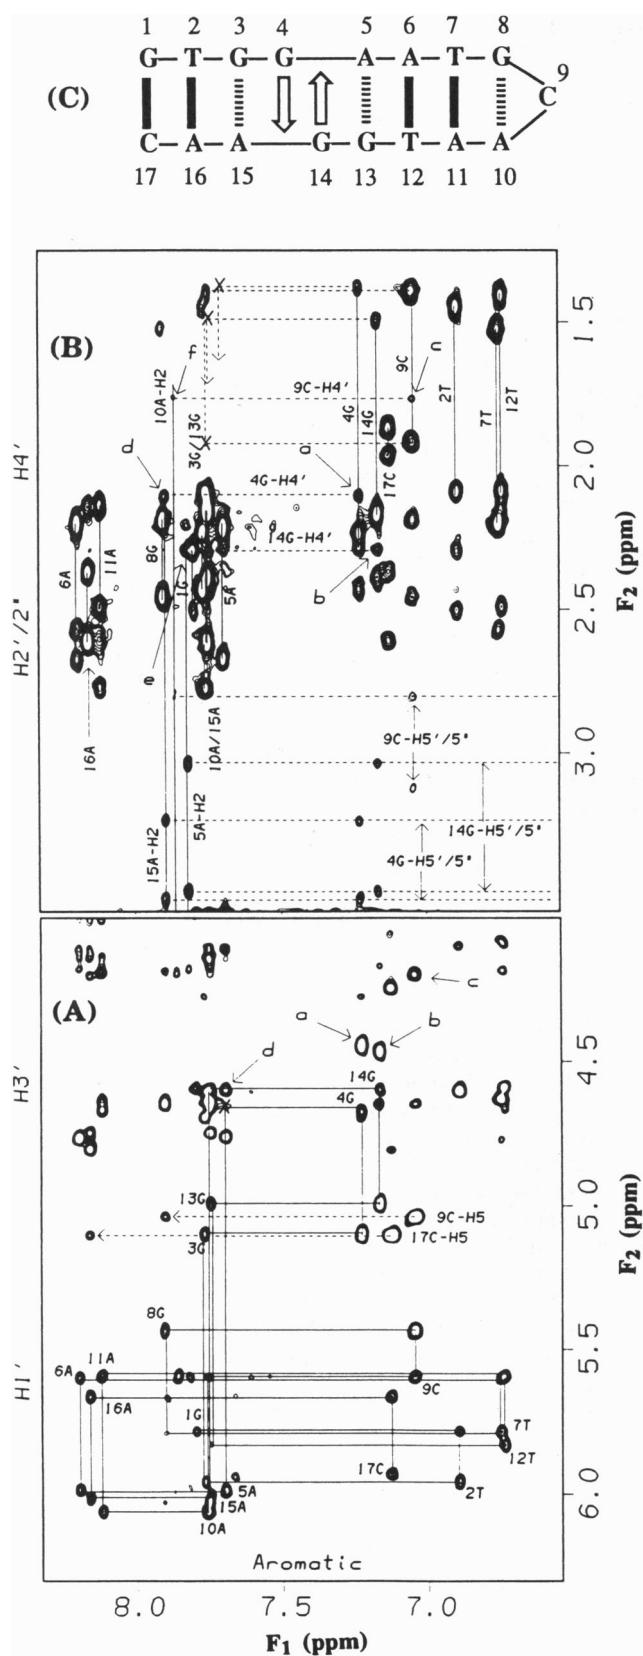 1 2 3 4 5 6 7 8
G T G G A A T G
(C) C 9
C A A G G T A A
17 16 15 14 13 12 11 10
(B)
H4'
H2'/2"
1.5
2.0
2.5
3.0
F2 (ppm)
10A-H2
f
9C-H4'
n
9C
2T
7T
12T
3G/13G
4G
14G
17C
d
4G-H4'
a
14G-H4'
b
6A
11A
8G
1G
5A
e
16A
10A/15A
9C-H5'/5"
15A-H2
5A-H2
14G-H5'/5"
4G-H5'/5"
(A)
H3'
H1'
c
a
b
d
14G
4G
13G
9C-H5
3G
17C-H5
8G
6A
11A
16A
1G
9C
7T
12T
17C
5A
15A
2T
10A
4.5
5.0
5.5
6.0
F2 (ppm)
Aromatic
8.0 7.5 7.0
F1 (ppm)